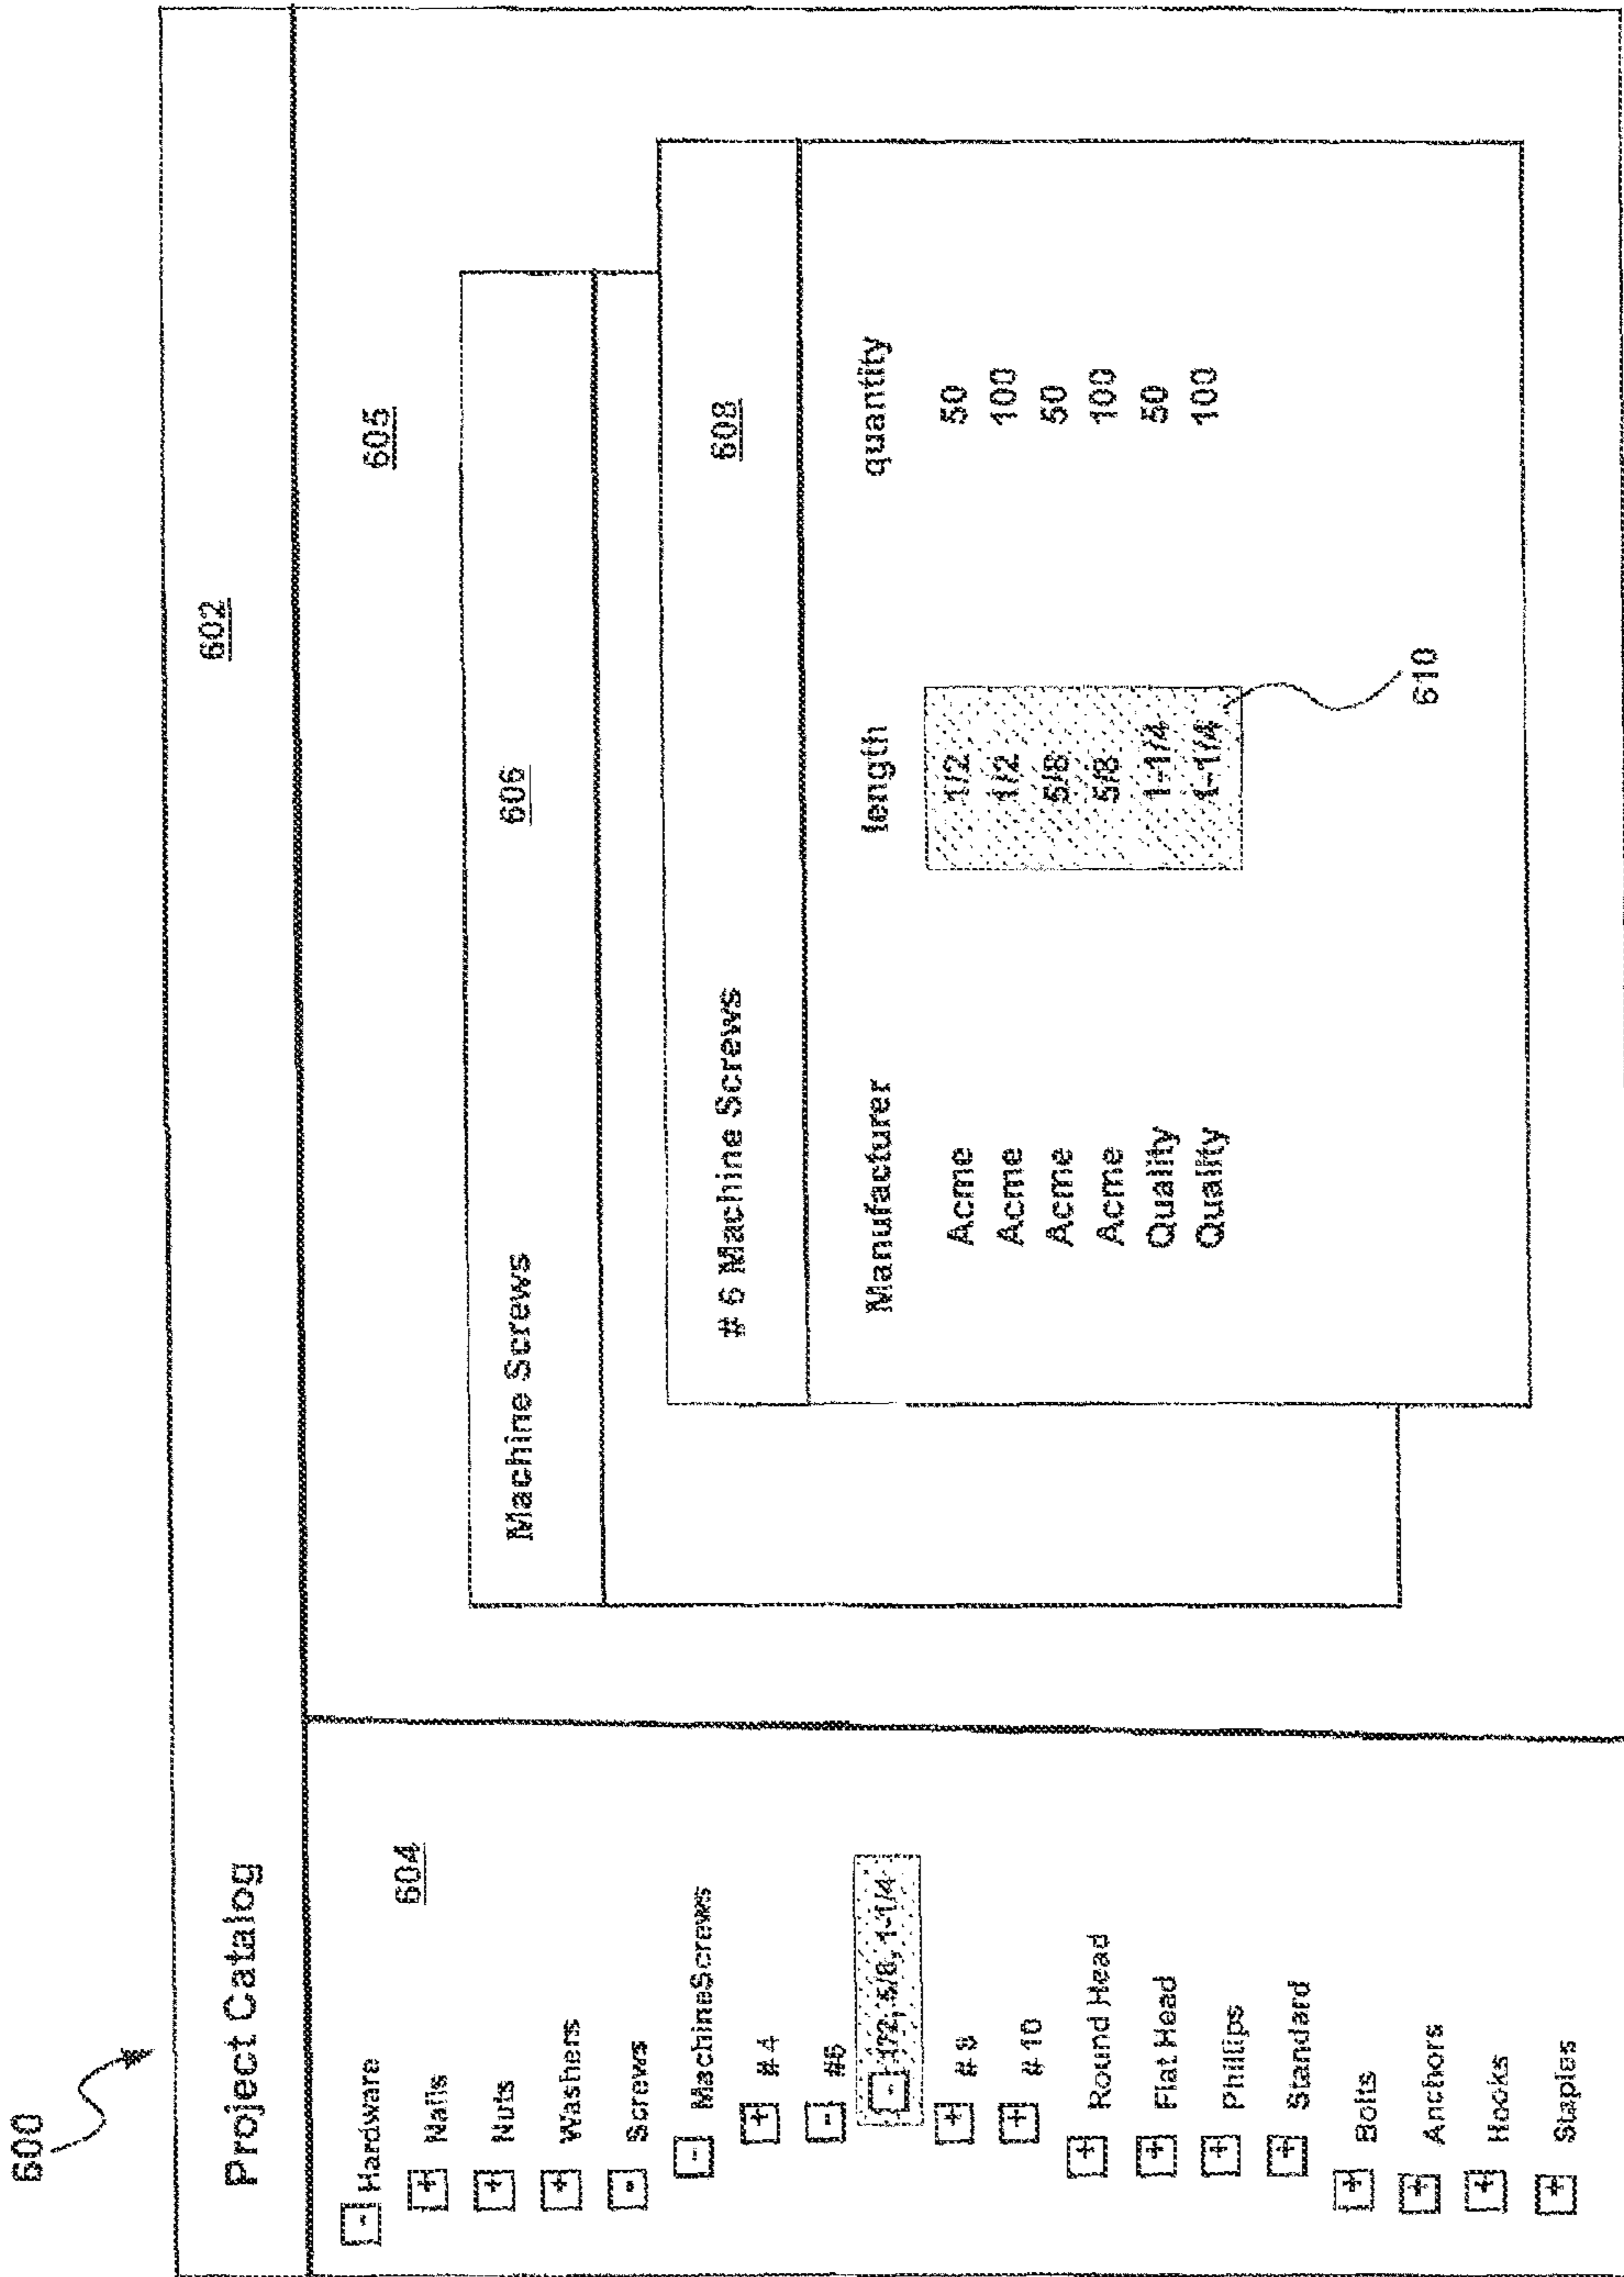 600
Project Catalog
602
604
605
[-] Hardware
[+] Nails
[+] Nuts
[+] Washers
[-] Screws
[-] MachineScrews
[+] # 4
[-] #6
[-] 1/2, 5/8, 1-1/4
[+] # 8
[+] # 10
[+] Round Head
[+] Flat Head
[+] Phillips
[+] Standard
[+] Bolts
[+] Anchors
[+] Hooks
[+] Staples
Machine Screws 606
# 6 Machine Screws 608
Manufacturer length quantity
Acme 1/2 50
Acme 1/2 100
Acme 5/8 50
Acme 5/8 100
Quality 1-1/4 50
Quality 1-1/4 100
610